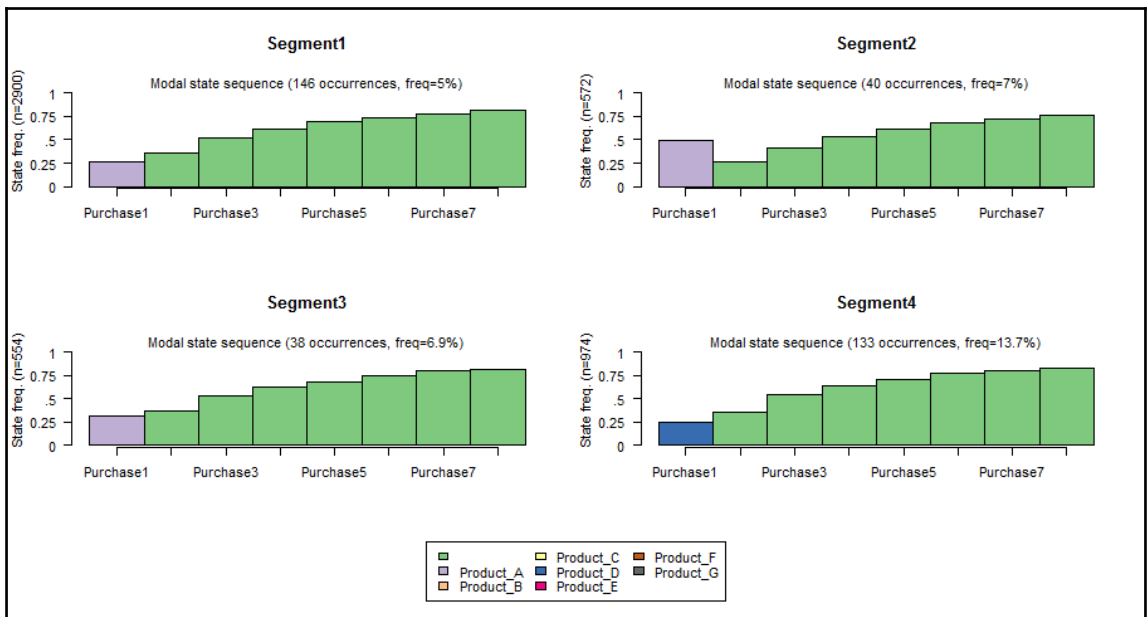 Segment1
Modal state sequence (146 occurrences, freq=5%)
State freq. (n=2900)
1
0.75
.5
0.25
0
Purchase1 Purchase3 Purchase5 Purchase7
Segment2
Modal state sequence (40 occurrences, freq=7%)
State freq. (n=572)
1
0.75
.5
0.25
0
Purchase1 Purchase3 Purchase5 Purchase7
Segment3
Modal state sequence (38 occurrences, freq=6.9%)
State freq. (n=554)
1
0.75
.5
0.25
0
Purchase1 Purchase3 Purchase5 Purchase7
Segment4
Modal state sequence (133 occurrences, freq=13.7%)
State freq. (n=974)
1
0.75
.5
0.25
0
Purchase1 Purchase3 Purchase5 Purchase7
Product_A
Product_B
Product_C
Product_D
Product_E
Product_F
Product_G